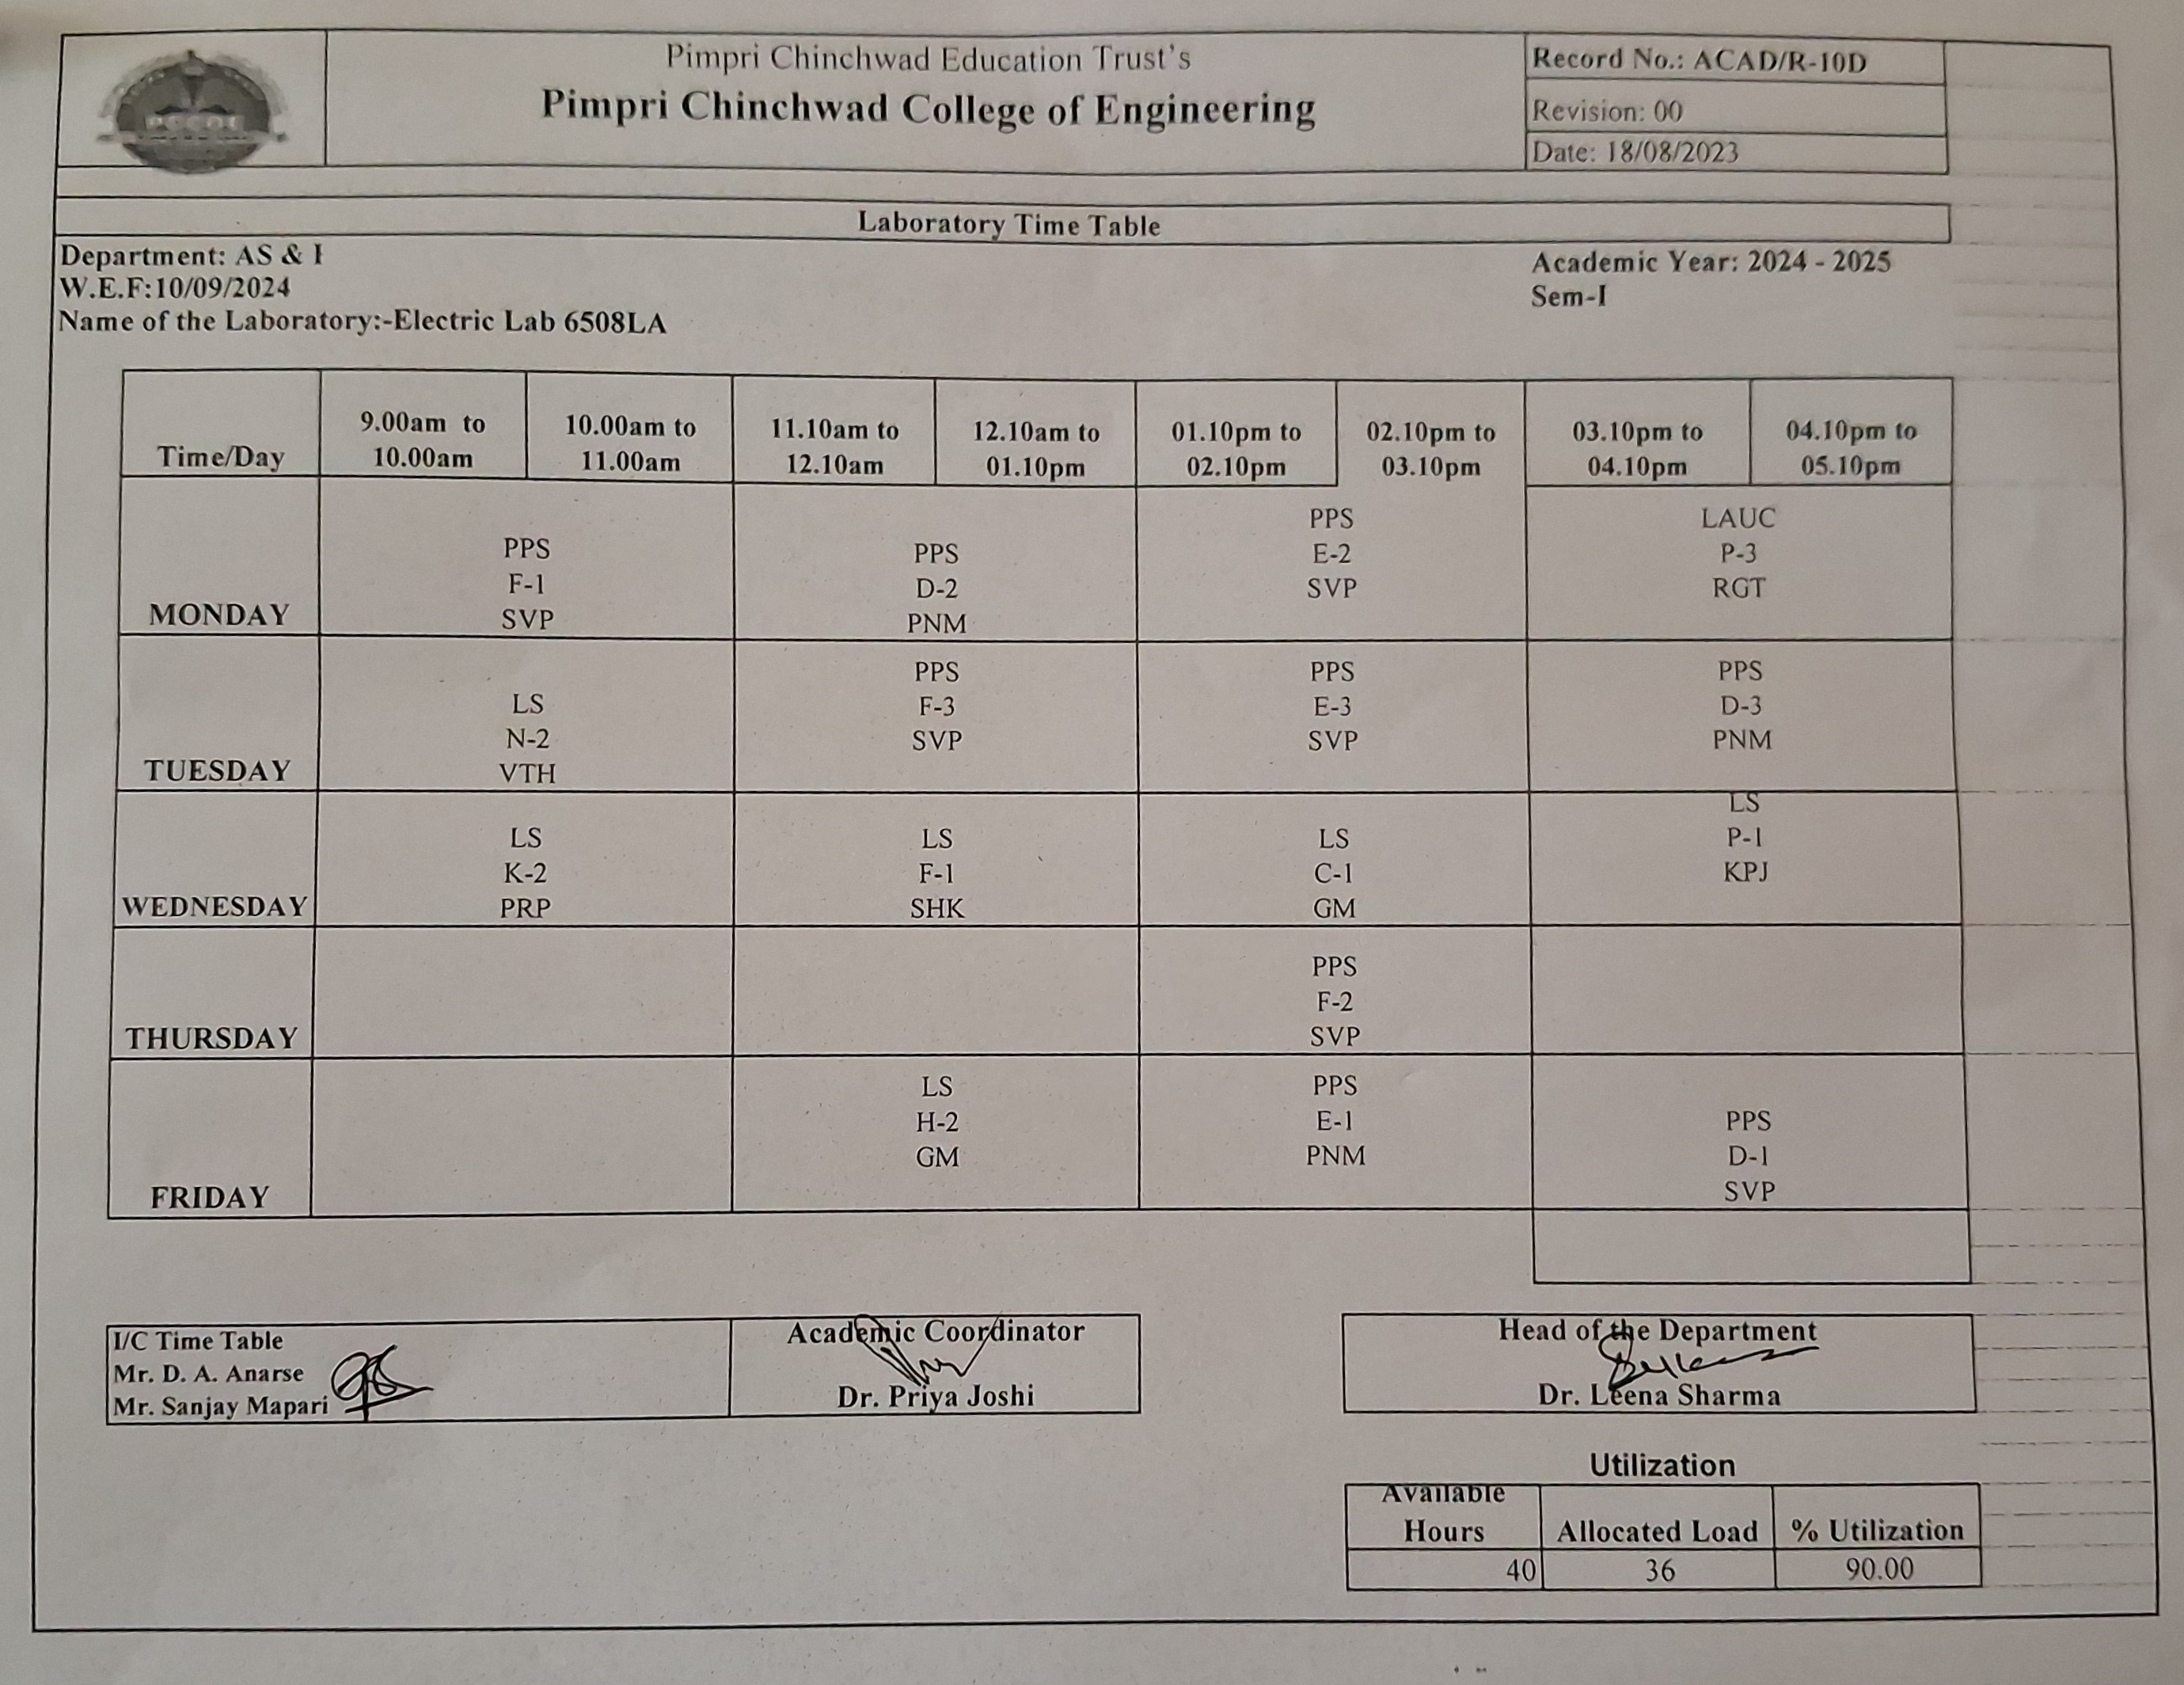 Pimpri Chinchwad Education Trust's
Pimpri Chinchwad College of Engineering
Record No.: ACAD/R-10D
Revision: 00
Date: 18/08/2023
Laboratory Time Table
Department: AS & 
Academic Year: 2024 - 2025
W.E.F:10/09/2024
Sem-I
Name of the Laboratory:-Electric Lab 6508LA
Time/Day
9.00am to
10.00am
10.00am to
11.00am
11.10am to
12.10am
12.10am to
01.10pm
01.10pm to
02.10pm
02.10pm to
03.10pm
03.10pm to
04.10pm
04.10pm to
05.10pm
MONDAY
PPS
F-1
SVP
PPS
D-2
PNM
PPS
E-2
SVP
LAUC
P-3
RGT
TUESDAY
LS
N-2
VTH
PPS
F-3
SVP
PPS
E-3
SVP
PPS
D-3
PNM
WEDNESDAY
LS
K-2
PRP
LS
F-1
SHK
LS
C-1
GM
LS
P-1
KPJ
THURSDAY
PPS
F-2
SVP
FRIDAY
LS
H-2
GM
PPS
E-1
PNM
PPS
D-1
SVP
I/C Time Table
Mr. D. A. Anarse
Mr. Sanjay Mapari
Academic Coordinator
Dr. Priya Joshi
Head of the Department
Dr. Leena Sharma
Utilization
Available
Hours
Allocated Load
% Utilization
40
36
90.00